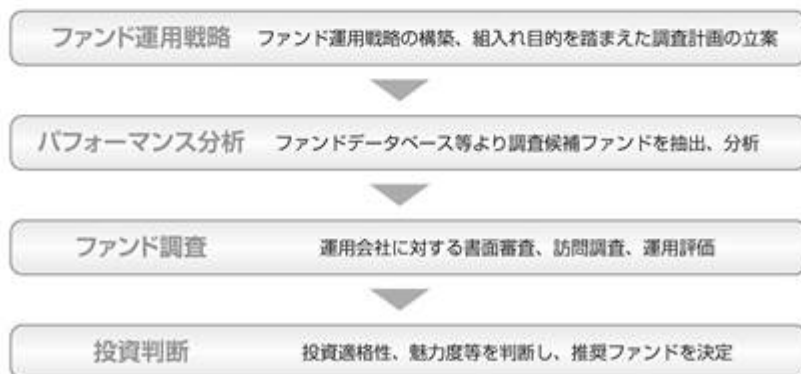 ファンド運用戦略 ファンド運用戦略の構築、組入れ目的を踏まえた調査計画の立案
パフォーマンス分析 ファンドデータベース等より調査候補ファンドを抽出、分析
ファンド調査 運用会社に対する書面審査、訪問調査、運用評価
投資判断 投資適格性、魅力度等を判断し、推奨ファンドを決定